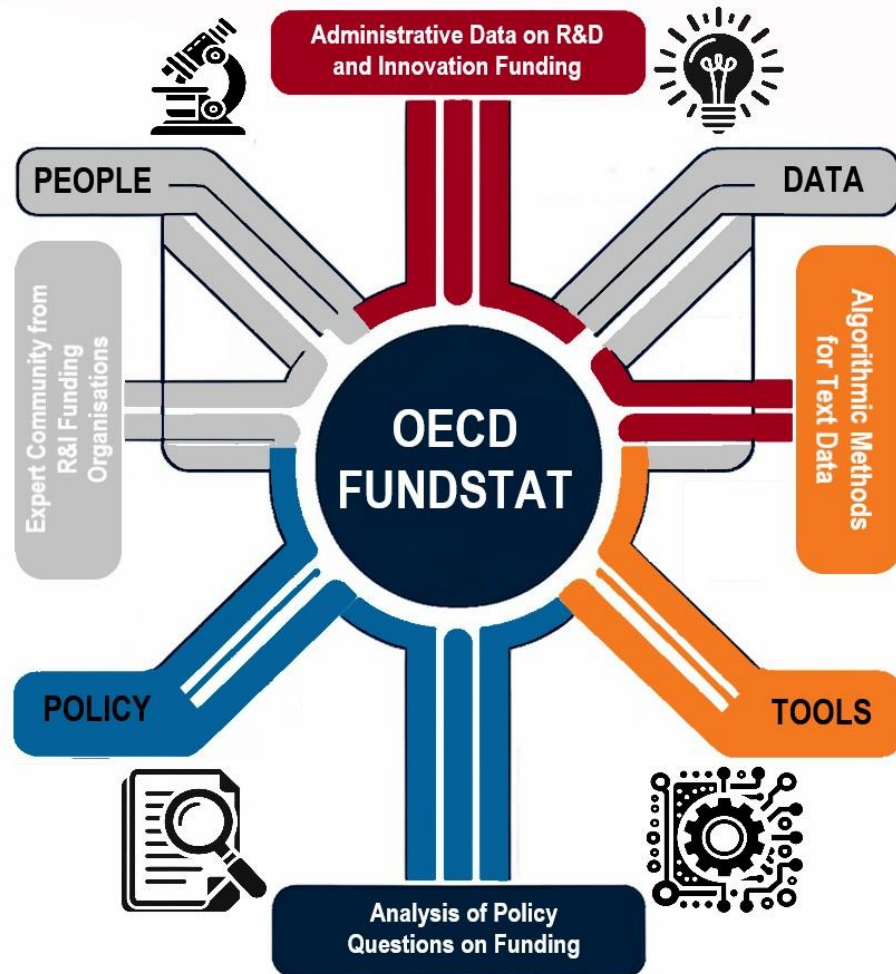 Administrative Data on R&D
and Innovation Funding
PEOPLE
DATA
Expert Community from
R&I Funding
Organisations
OECD
FUNDSTAT
Algorithmic Methods
for Text Data
POLICY
TOOLS
Analysis of Policy
Questions on Funding